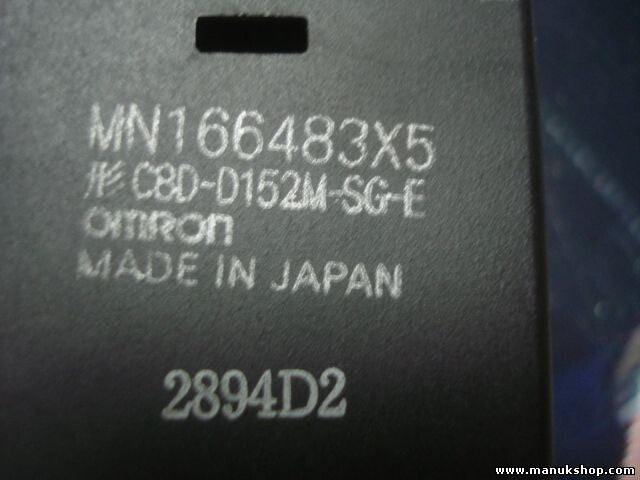 MN166483X5
形 C8D-D152M-SG-E
omron
MADE IN JAPAN
2894D2
www.manukshop.com